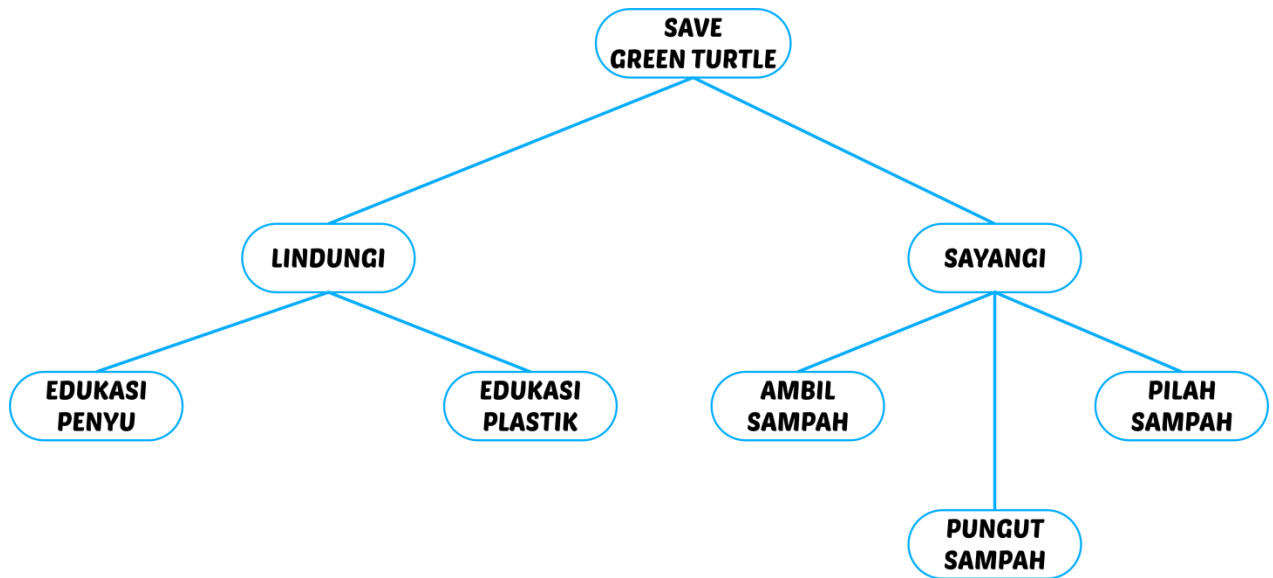 SAVE
GREEN TURTLE
LINDUNGI
SAYANGI
EDUKASI
PENYU
EDUKASI
PLASTIK
AMBIL
SAMPAH
PILAH
SAMPAH
PUNGUT
SAMPAH